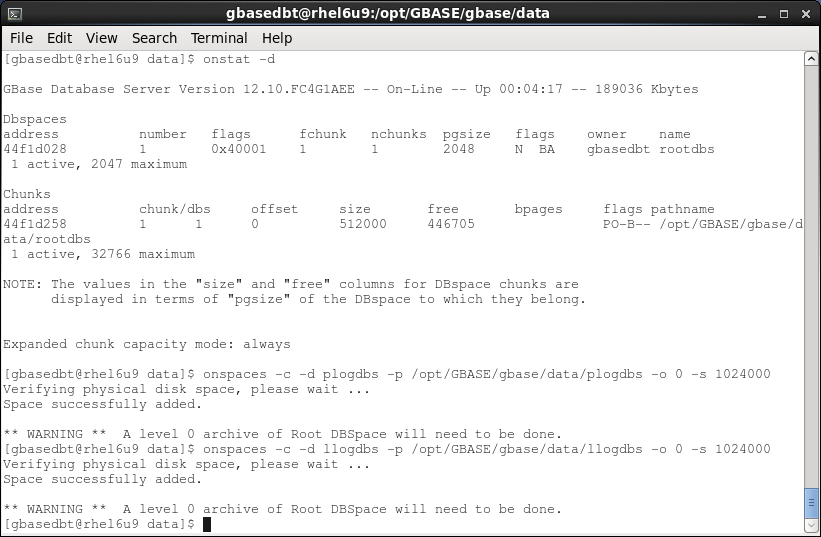 gbasedbt@rhel6u9:/opt/GBASE/gbase/data
File Edit View Search Terminal Help
[gbasedbt@rhel6u9 data]$ onstat -d
GBase Database Server Version 12.10.FC4G1AEE -- On-Line -- Up 00:04:17 -- 189036 Kbytes
Dbspaces
address number flags fchunk nchunks pgsize flags owner name
44f1d028 1 0x40001 1 1 2048 N BA gbasedbt rootdbs
1 active, 2047 maximum
Chunks
address chunk/dbs offset size free bpages flags pathname
44f1d258 1 1 0 512000 446705 PO-B-- /opt/GBASE/gbase/d
ata/rootdbs
1 active, 32766 maximum
NOTE: The values in the "size" and "free" columns for DBspace chunks are
displayed in terms of "pgsize" of the DBspace to which they belong.
Expanded chunk capacity mode: always
[gbasedbt@rhel6u9 data]$ onspaces -c -d plogdbs -p /opt/GBASE/gbase/data/plogdbs -o 0 -s 1024000
Verifying physical disk space, please wait ...
Space successfully added.
** WARNING ** A level 0 archive of Root DBSpace will need to be done.
[gbasedbt@rhel6u9 data]$ onspaces -c -d llogdbs -p /opt/GBASE/gbase/data/llogdbs -o 0 -s 1024000
Verifying physical disk space, please wait ...
Space successfully added.
** WARNING ** A level 0 archive of Root DBSpace will need to be done.
[gbasedbt@rhel6u9 data]$